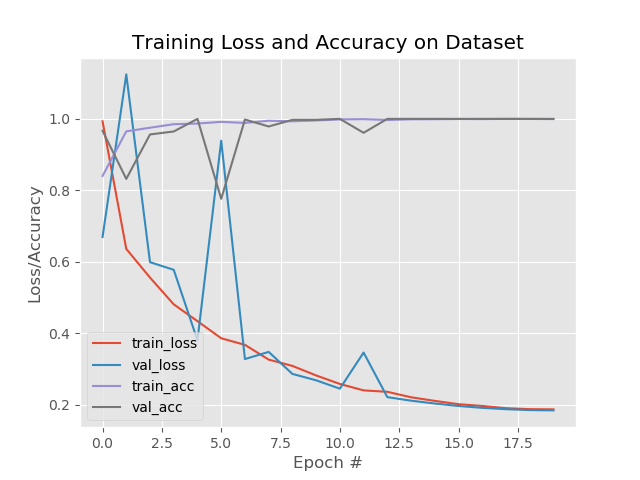 Training Loss and Accuracy on Dataset
Loss/Accuracy
1.0
0.8
0.6
0.4
0.2
train_loss
val_loss
train_acc
val_acc
0.0 2.5 5.0 7.5 10.0 12.5 15.0 17.5
Epoch #